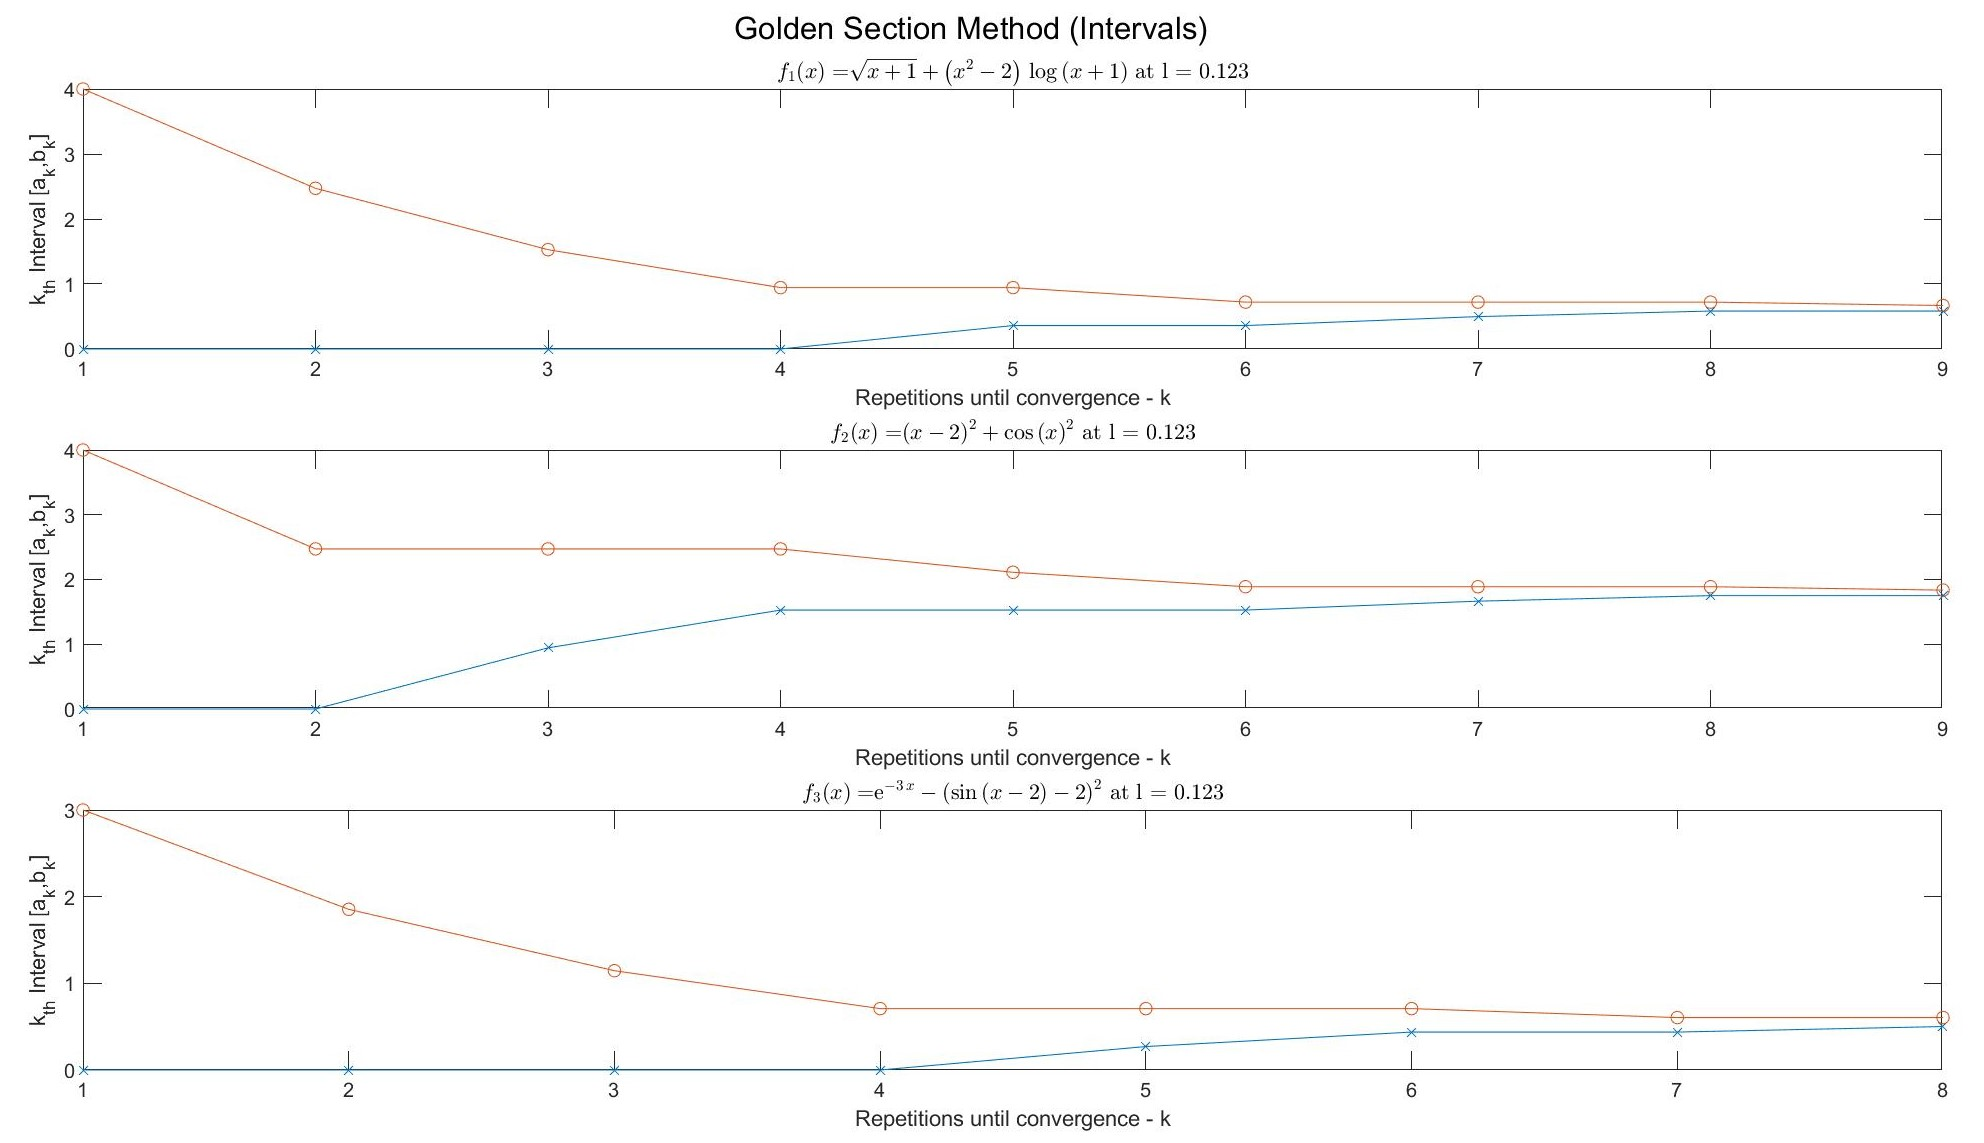 Golden Section Method (Intervals)
f₁(x) =√(x + 1) + (x² − 2) log (x + 1) at l = 0.123
4
3
2
1
0
k_th Interval [a_k,b_k]
1 2 3 4 5 6 7 8 9
Repetitions until convergence - k
f₂(x) =(x − 2)² + cos (x)² at l = 0.123
4
3
2
1
0
k_th Interval [a_k,b_k]
1 2 3 4 5 6 7 8 9
Repetitions until convergence - k
f₃(x) =e⁻³ˣ − (sin (x − 2) − 2)² at l = 0.123
3
2
1
0
k_th Interval [a_k,b_k]
1 2 3 4 5 6 7 8
Repetitions until convergence - k